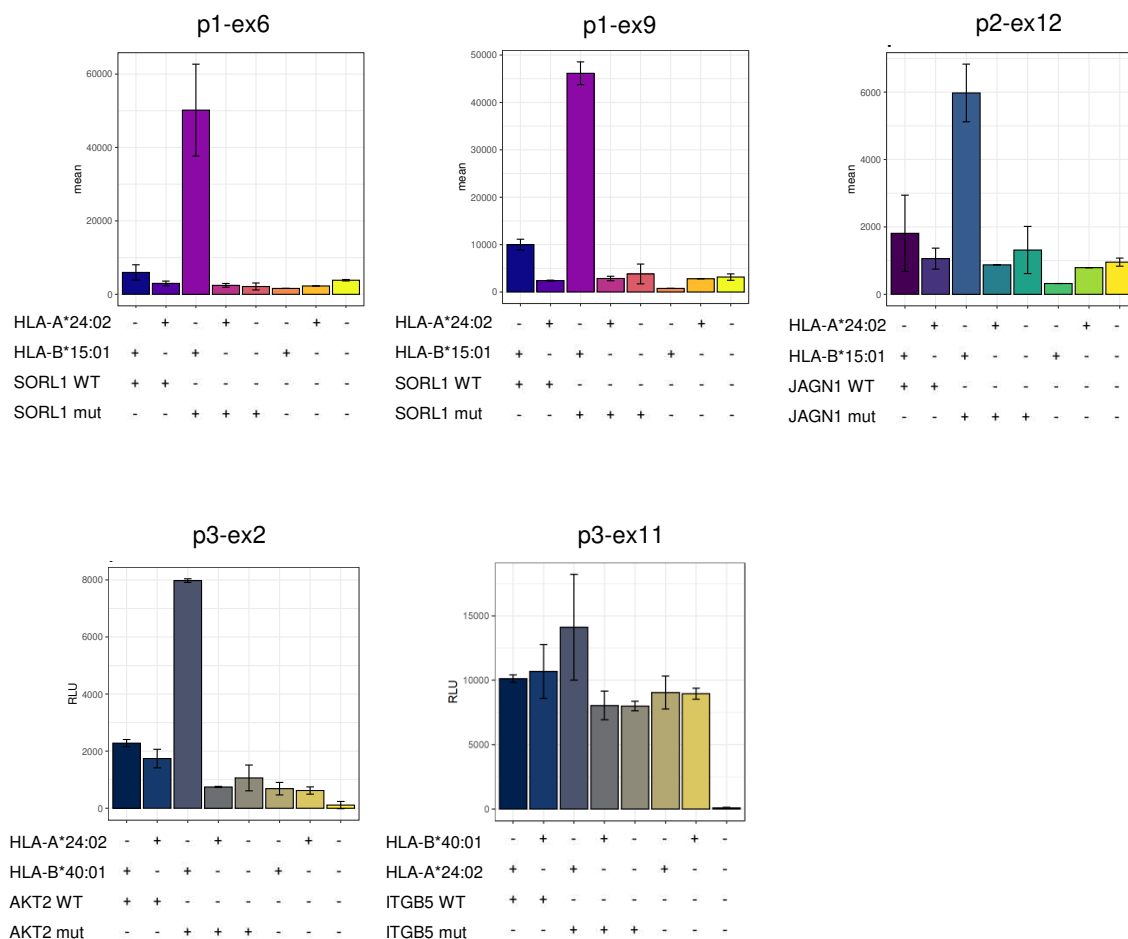 p1-ex6
p1-ex9
p2-ex12
mean
60000
40000
20000
0
HLA-A*24:02 - + - + - - + -
HLA-B*15:01 + - + - - + - -
SORL1 WT + + - - - - - -
SORL1 mut - - + + + - - -
mean
50000
40000
30000
20000
10000
0
HLA-A*24:02 - + - + - - + -
HLA-B*15:01 + - + - - + - -
SORL1 WT + + - - - - - -
SORL1 mut - - + + + - - -
mean
6000
4000
2000
0
HLA-A*24:02 - + - + - - + -
HLA-B*15:01 + - + - - + - -
JAGN1 WT + + - - - - - -
JAGN1 mut - - + + + - - -
p3-ex2
p3-ex11
RLU
8000
6000
4000
2000
0
HLA-A*24:02 - + - + - - + -
HLA-B*40:01 + - + - - + - -
AKT2 WT + + - - - - - -
AKT2 mut - - + + + - - -
RLU
15000
10000
5000
0
HLA-B*40:01 - + - + - - + -
HLA-A*24:02 + - + - - + - -
ITGB5 WT + + - - - - - -
ITGB5 mut - - + + + - - -